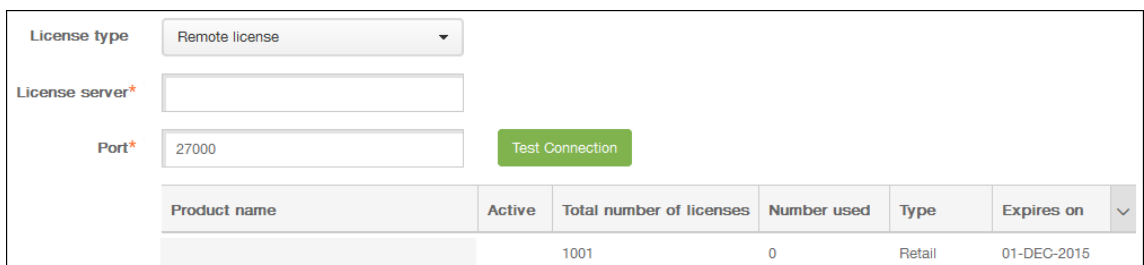 License type Remote license
License server*
Port* 27000 Test Connection
Product name Active Total number of licenses Number used Type Expires on
1001 0 Retail 01-DEC-2015